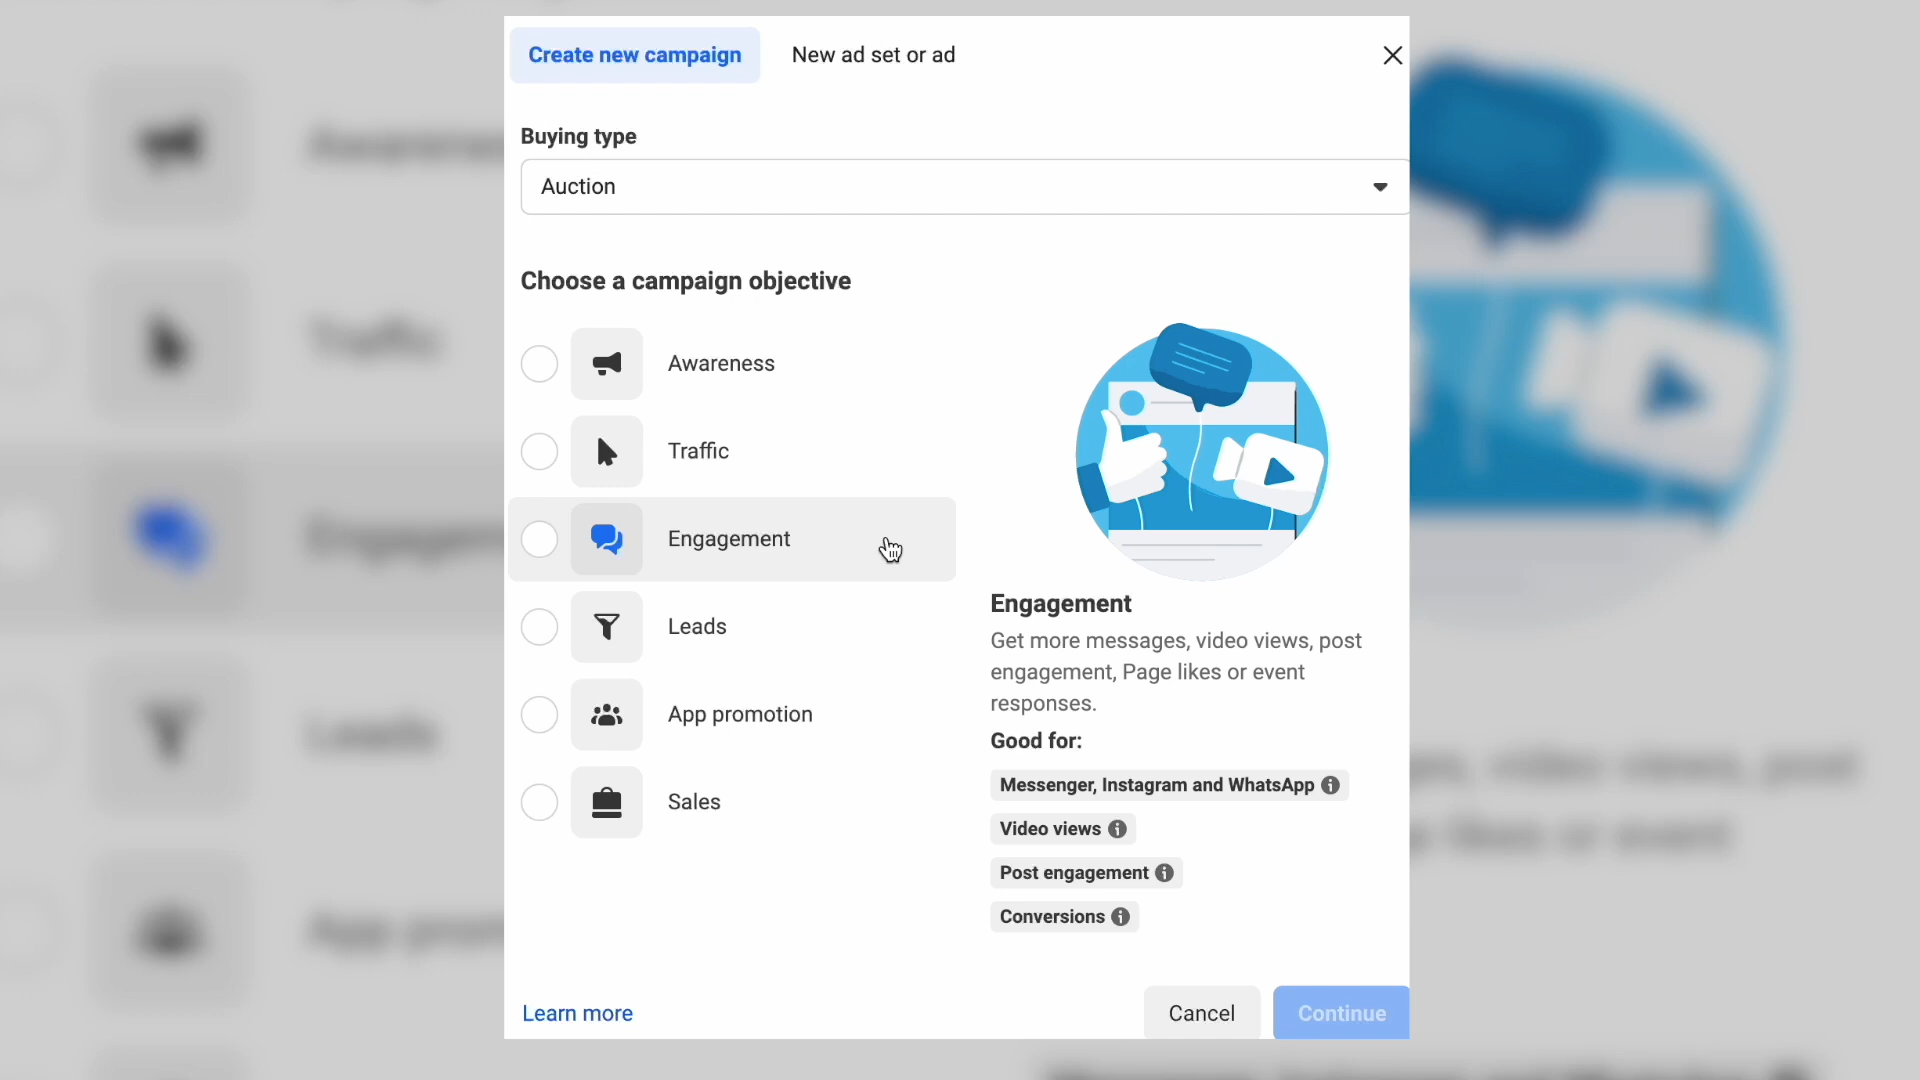 Create new campaign
New ad set or ad
Buying type
Auction
Choose a campaign objective
Awareness
Traffic
Engagement
Leads
App promotion
Sales
Engagement
Get more messages, video views, post
engagement, Page likes or event
responses.
Good for:
Messenger, Instagram and WhatsApp
Video views
Post engagement
Conversions
Learn more
Cancel
Continue